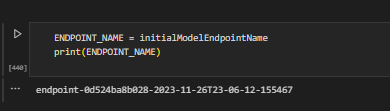 ENDPOINT_NAME = initialModelEndpointName
print(ENDPOINT_NAME)
[440]
... endpoint-0d524ba8b028-2023-11-26T23-06-12-155467